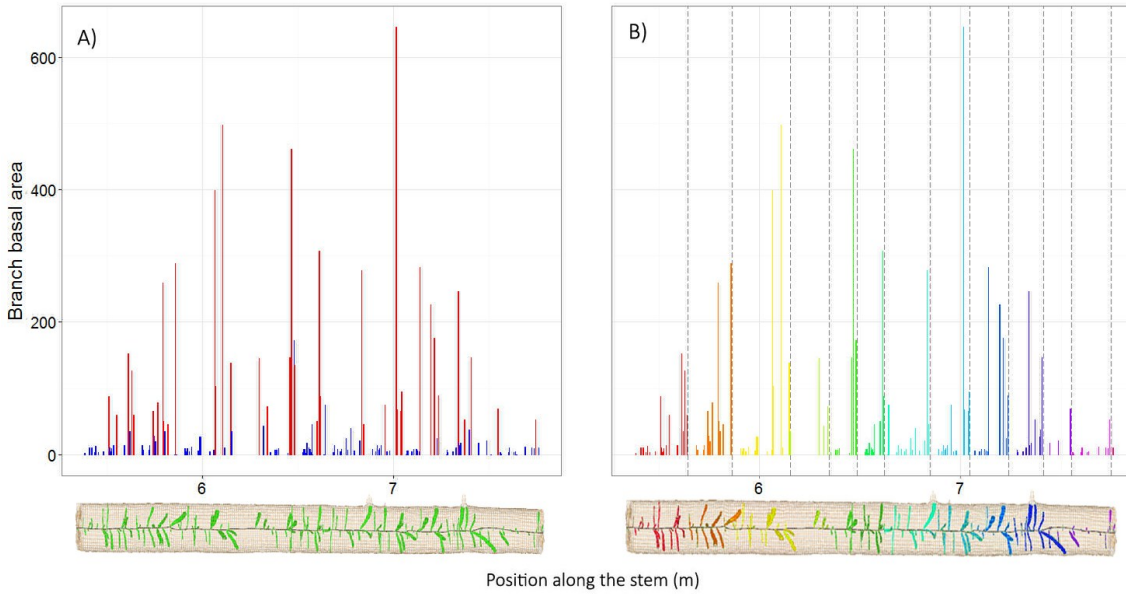 A)
B)
600
400
200
0
Branch basal area
6
7
6
7
Position along the stem (m)